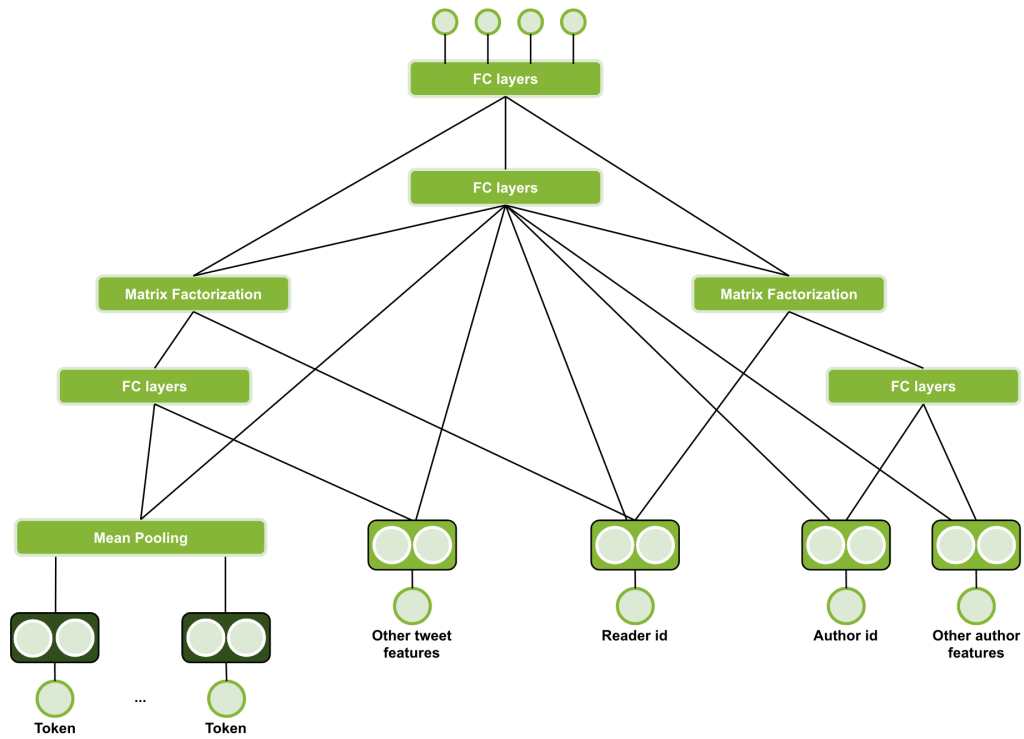 FC layers
FC layers
Matrix Factorization
Matrix Factorization
FC layers
FC layers
Mean Pooling
Other tweet
features
Reader id
Author id
Other author
features
Token
...
Token